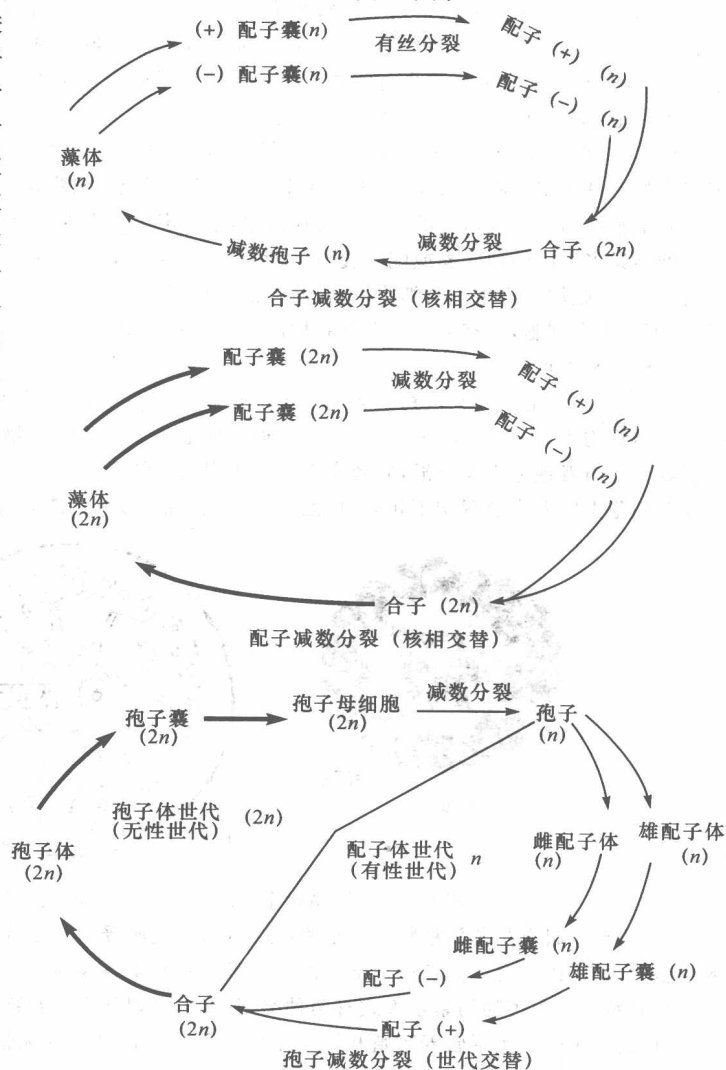 (+) 配子囊(n)
有丝分裂
配子 (+) (n)
(−) 配子囊(n)
配子 (−) (n)
藻体
(n)
减数孢子 (n)
减数分裂
合子 (2n)
合子减数分裂 (核相交替)
配子囊 (2n)
减数分裂
配子 (+) (n)
配子囊 (2n)
配子 (−) (n)
藻体
(2n)
合子 (2n)
配子减数分裂 (核相交替)
孢子囊
(2n)
孢子母细胞
(2n)
减数分裂
孢子
(n)
孢子体世代
(无性世代) (2n)
孢子体
(2n)
配子体世代
(有性世代) n
雌配子体
(n)
雄配子体
(n)
雌配子囊 (n)
雄配子囊 (n)
配子 (−)
合子
(2n)
配子 (+)
孢子减数分裂 (世代交替)